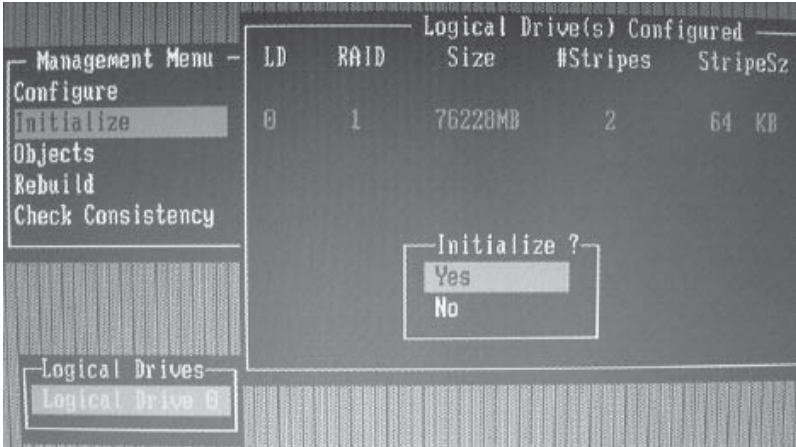 Management Menu
Configure
Initialize
Objects
Rebuild
Check Consistency
Logical Drive(s) Configured
LD RAID Size #Stripes StripeSz
0 1 76228MB 2 64 KB
Initialize ?
Yes
No
Logical Drives
Logical Drive 0